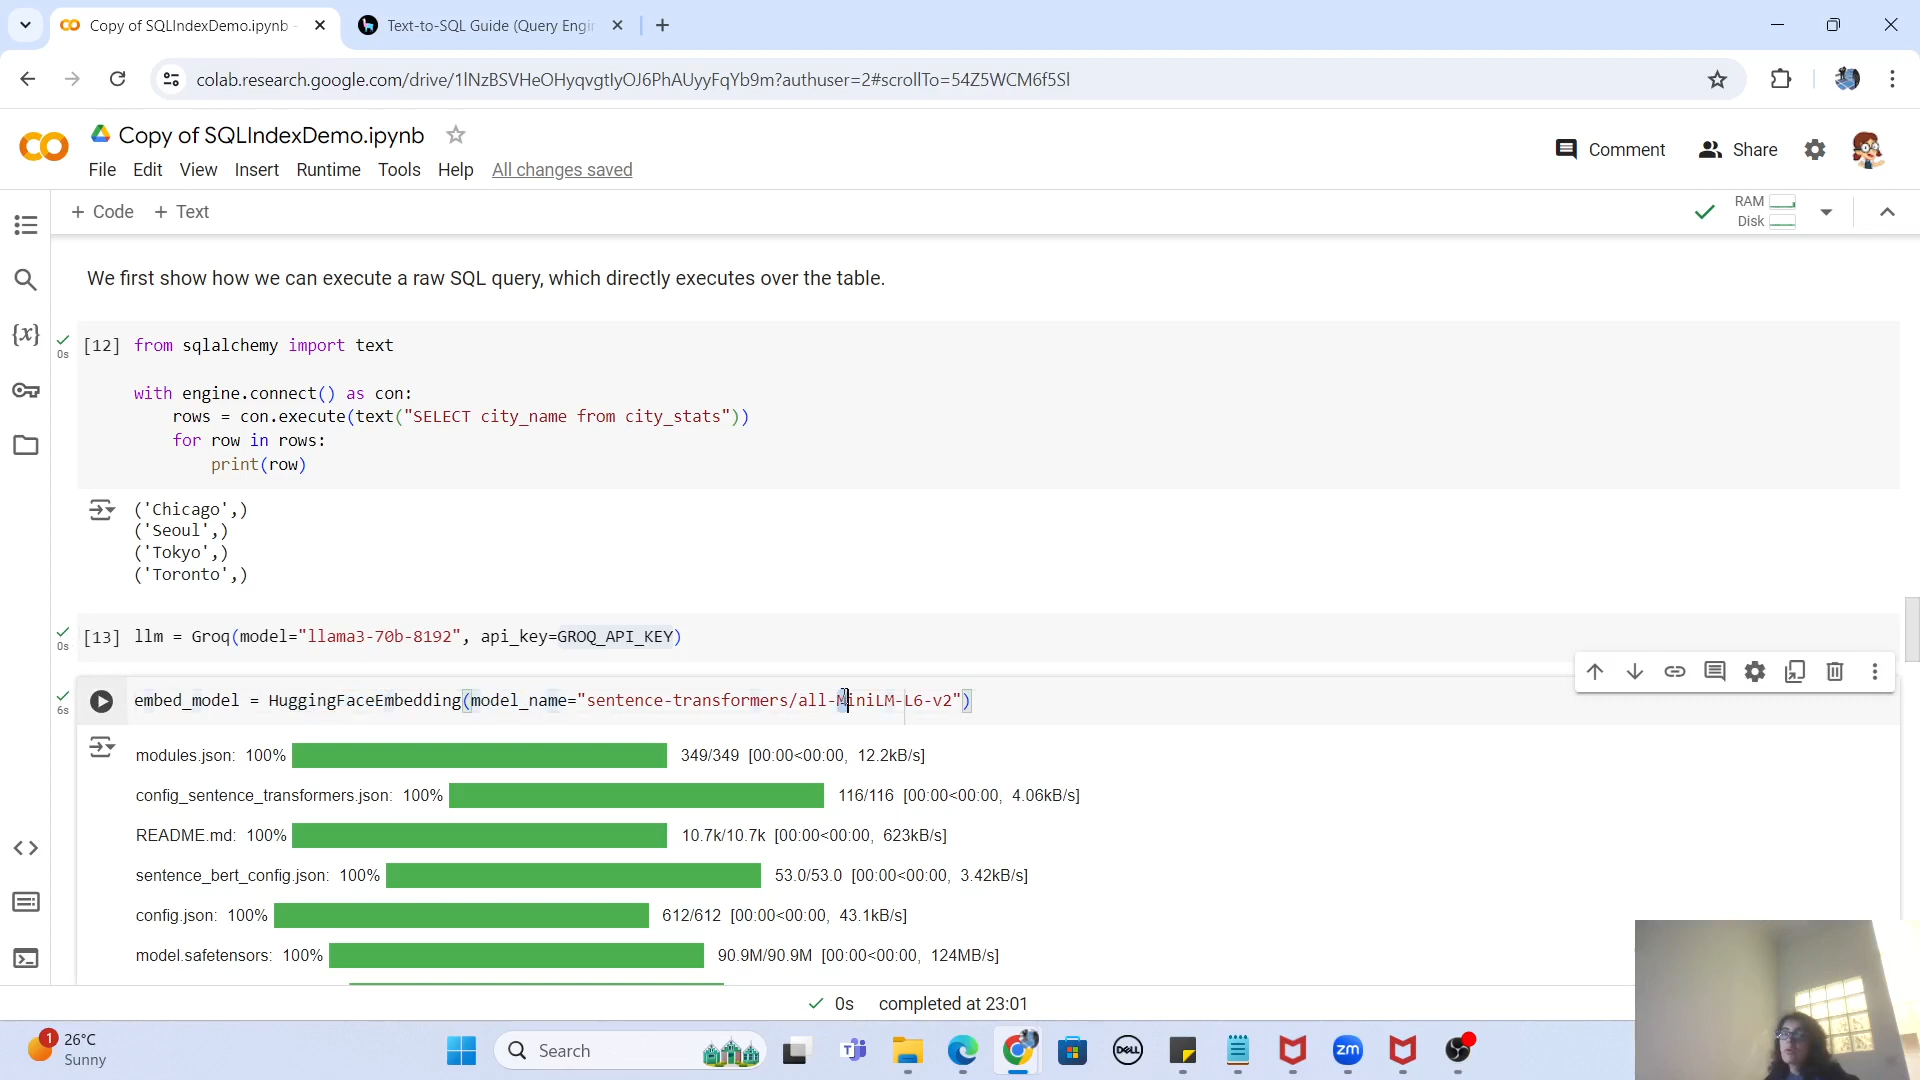 Copy of SQLIndexDemo.ipynb -
Text-to-SQL Guide (Query Engin
colab.research.google.com/drive/1lNzBSVHeOHyqvgtIyOJ6PhAUyyFqYb9m?authuser=2#scrollTo=54Z5WCM6f5Sl
Copy of SQLIndexDemo.ipynb
Comment
Share
File Edit View Insert Runtime Tools Help All changes saved
+ Code + Text
RAM
Disk
We first show how we can execute a raw SQL query, which directly executes over the table.
[12] from sqlalchemy import text
0s
with engine.connect() as con:
rows = con.execute(text("SELECT city_name from city_stats"))
for row in rows:
print(row)
('Chicago',)
('Seoul',)
('Tokyo',)
('Toronto',)
[13] llm = Groq(model="llama3-70b-8192", api_key=GROQ_API_KEY)
0s
embed_model = HuggingFaceEmbedding(model_name="sentence-transformers/all-MiniLM-L6-v2")
6s
modules.json: 100% 349/349 [00:00<00:00, 12.2kB/s]
config_sentence_transformers.json: 100% 116/116 [00:00<00:00, 4.06kB/s]
README.md: 100% 10.7k/10.7k [00:00<00:00, 623kB/s]
sentence_bert_config.json: 100% 53.0/53.0 [00:00<00:00, 3.42kB/s]
config.json: 100% 612/612 [00:00<00:00, 43.1kB/s]
model.safetensors: 100% 90.9M/90.9M [00:00<00:00, 124MB/s]
0s completed at 23:01
1
26°C
Sunny
Search
DELL
zm